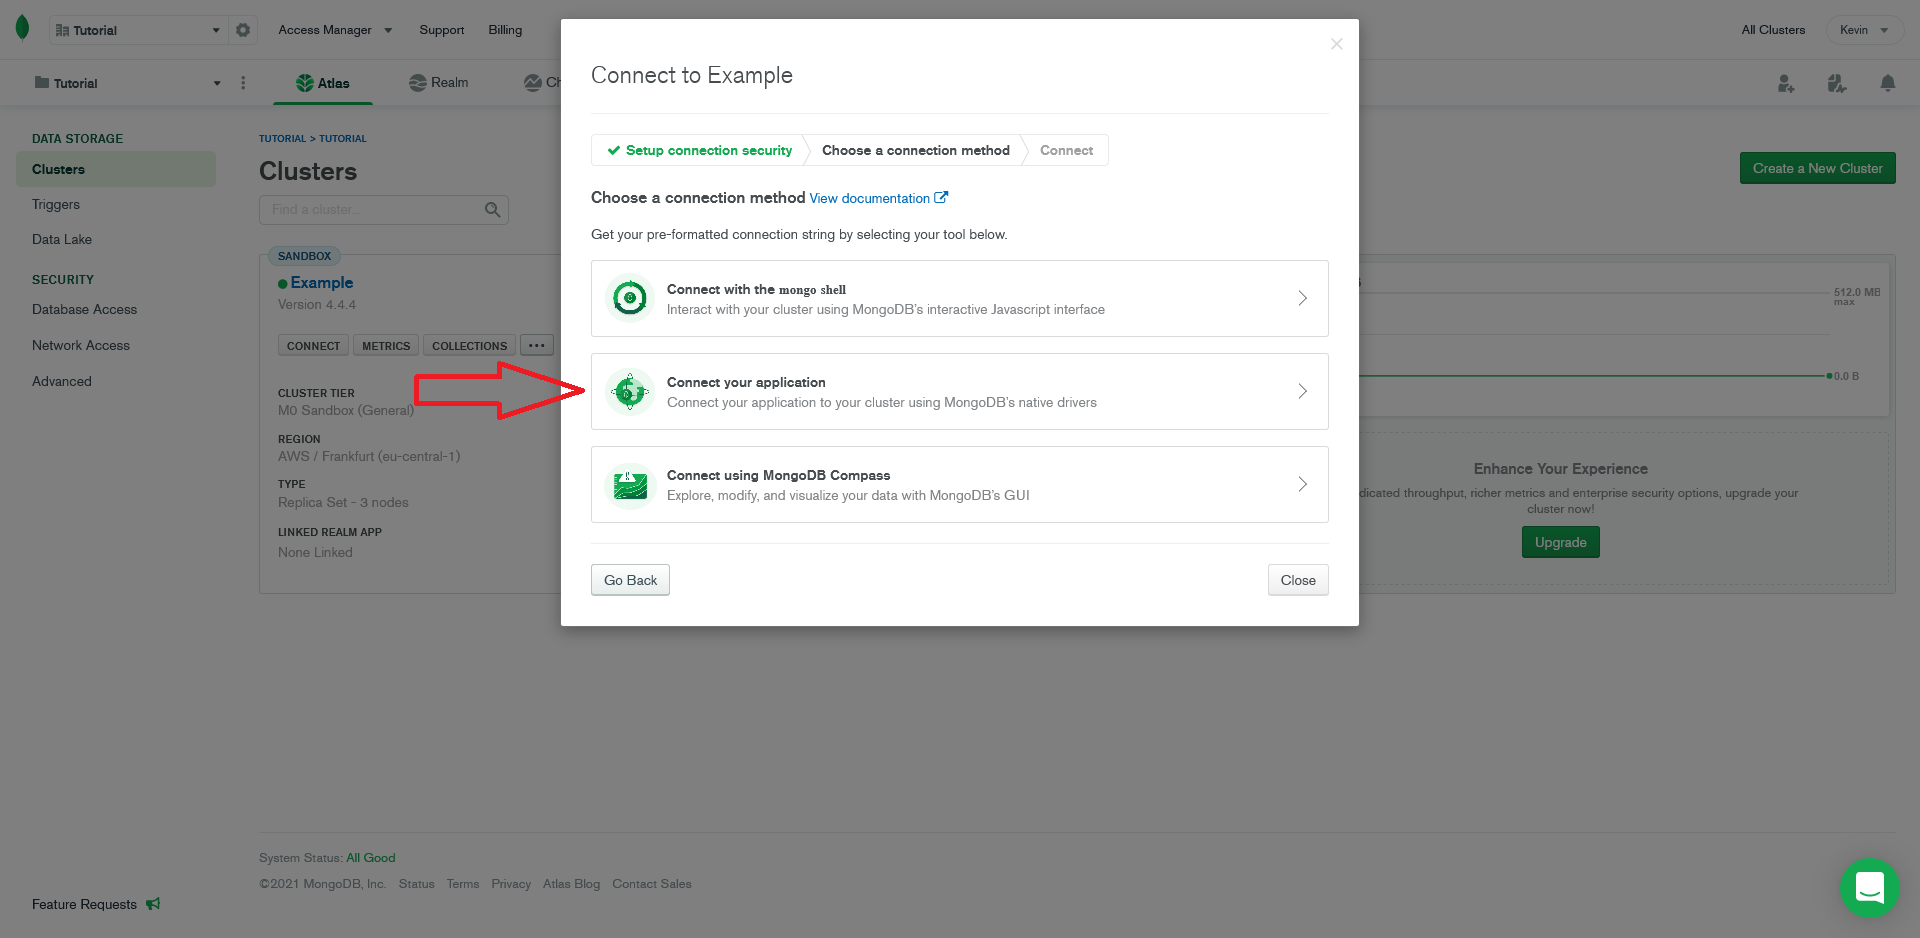 Tutorial
Access Manager
Support
Billing
All Clusters
Kevin
Tutorial
Atlas
Realm
Ch
DATA STORAGE
Clusters
Triggers
Data Lake
SECURITY
Database Access
Network Access
Advanced
Feature Requests
TUTORIAL > TUTORIAL
Clusters
Find a cluster...
Create a New Cluster
SANDBOX
Example
Version 4.4.4
CONNECT
METRICS
COLLECTIONS
CLUSTER TIER
M0 Sandbox (General)
REGION
AWS / Frankfurt (eu-central-1)
TYPE
Replica Set - 3 nodes
LINKED REALM APP
None Linked
Connect to Example
Setup connection security
Choose a connection method
Connect
Choose a connection method View documentation
Get your pre-formatted connection string by selecting your tool below.
Connect with the mongo shell
Interact with your cluster using MongoDB's interactive Javascript interface
Connect your application
Connect your application to your cluster using MongoDB's native drivers
Connect using MongoDB Compass
Explore, modify, and visualize your data with MongoDB's GUI
Go Back
Close
512.0 MB
max
0.0 B
Enhance Your Experience
dicated throughput, richer metrics and enterprise security options, upgrade your
cluster now!
Upgrade
System Status: All Good
©2021 MongoDB, Inc. Status Terms Privacy Atlas Blog Contact Sales